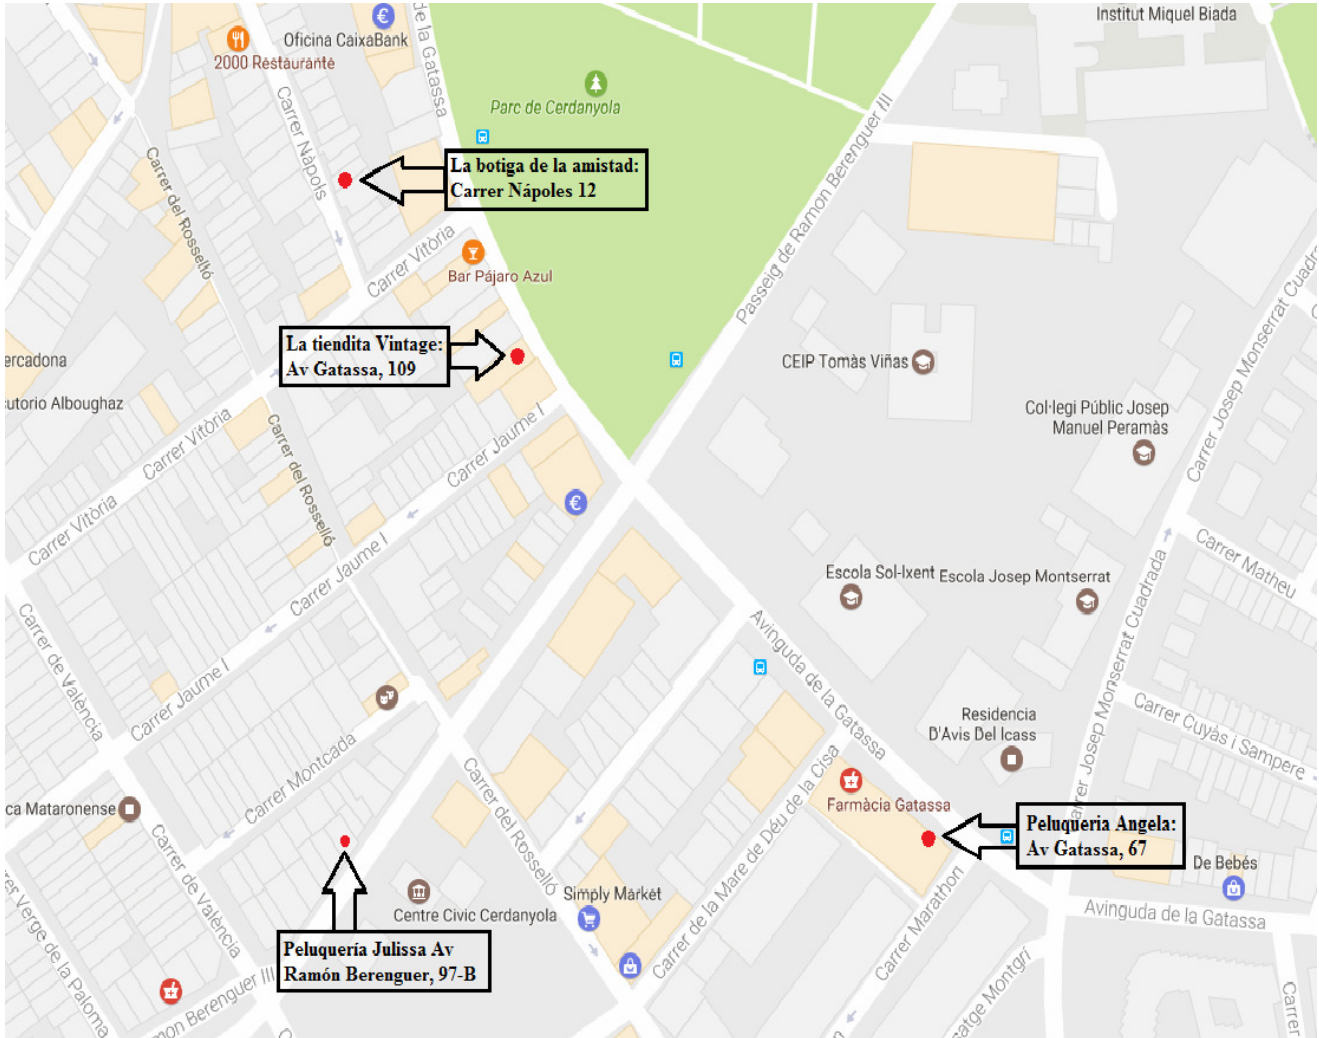 Institut Miquel Biada
de la Gatassa
Oficina CaixaBank
2000 Restaurante
Parc de Cerdanyola
Carrer Nàpols
Carrer del Rosselló
La botiga de la amistad:
Carrer Nápoles 12
Passeig de Ramon Berenguer III
Carrer Vitòria
Bar Pájaro Azul
La tiendita Vintage:
Av Gatassa, 109
ercadona
cutorio Alboughaz
CEIP Tomàs Viñas
Col·legi Públic Josep
Manuel Peramàs
Carrer Josep Monserrat Cuadrada
Carrer Vitòria
Carrer Jaume I
Carrer del Rosselló
Carrer Vitòria
Carrer Jaume I
Carrer Matheu
Escola Sol-Ixent
Escola Josep Montserrat
Carrer de València
Carrer Jaume I
Avinguda de la Gatassa
Carrer Josep Monserrat Cuadrada
Residencia
D'Avis Del Icass
Carrer Cuyàs i Sampere
Carrer Montcada
ca Mataronense
Carrer del Rosselló
Carrer de la Mare de Déu de la Cisa
Farmàcia Gatassa
Peluqueria Angela:
Av Gatassa, 67
De Bebés
Carrer de València
Centre Civic Cerdanyola
Simply Market
Carrer Marathon
Avinguda de la Gatassa
Peluquería Julissa Av
Ramón Berenguer, 97-B
res Verge de la Paloma
mon Berenguer III
satge Montgrí